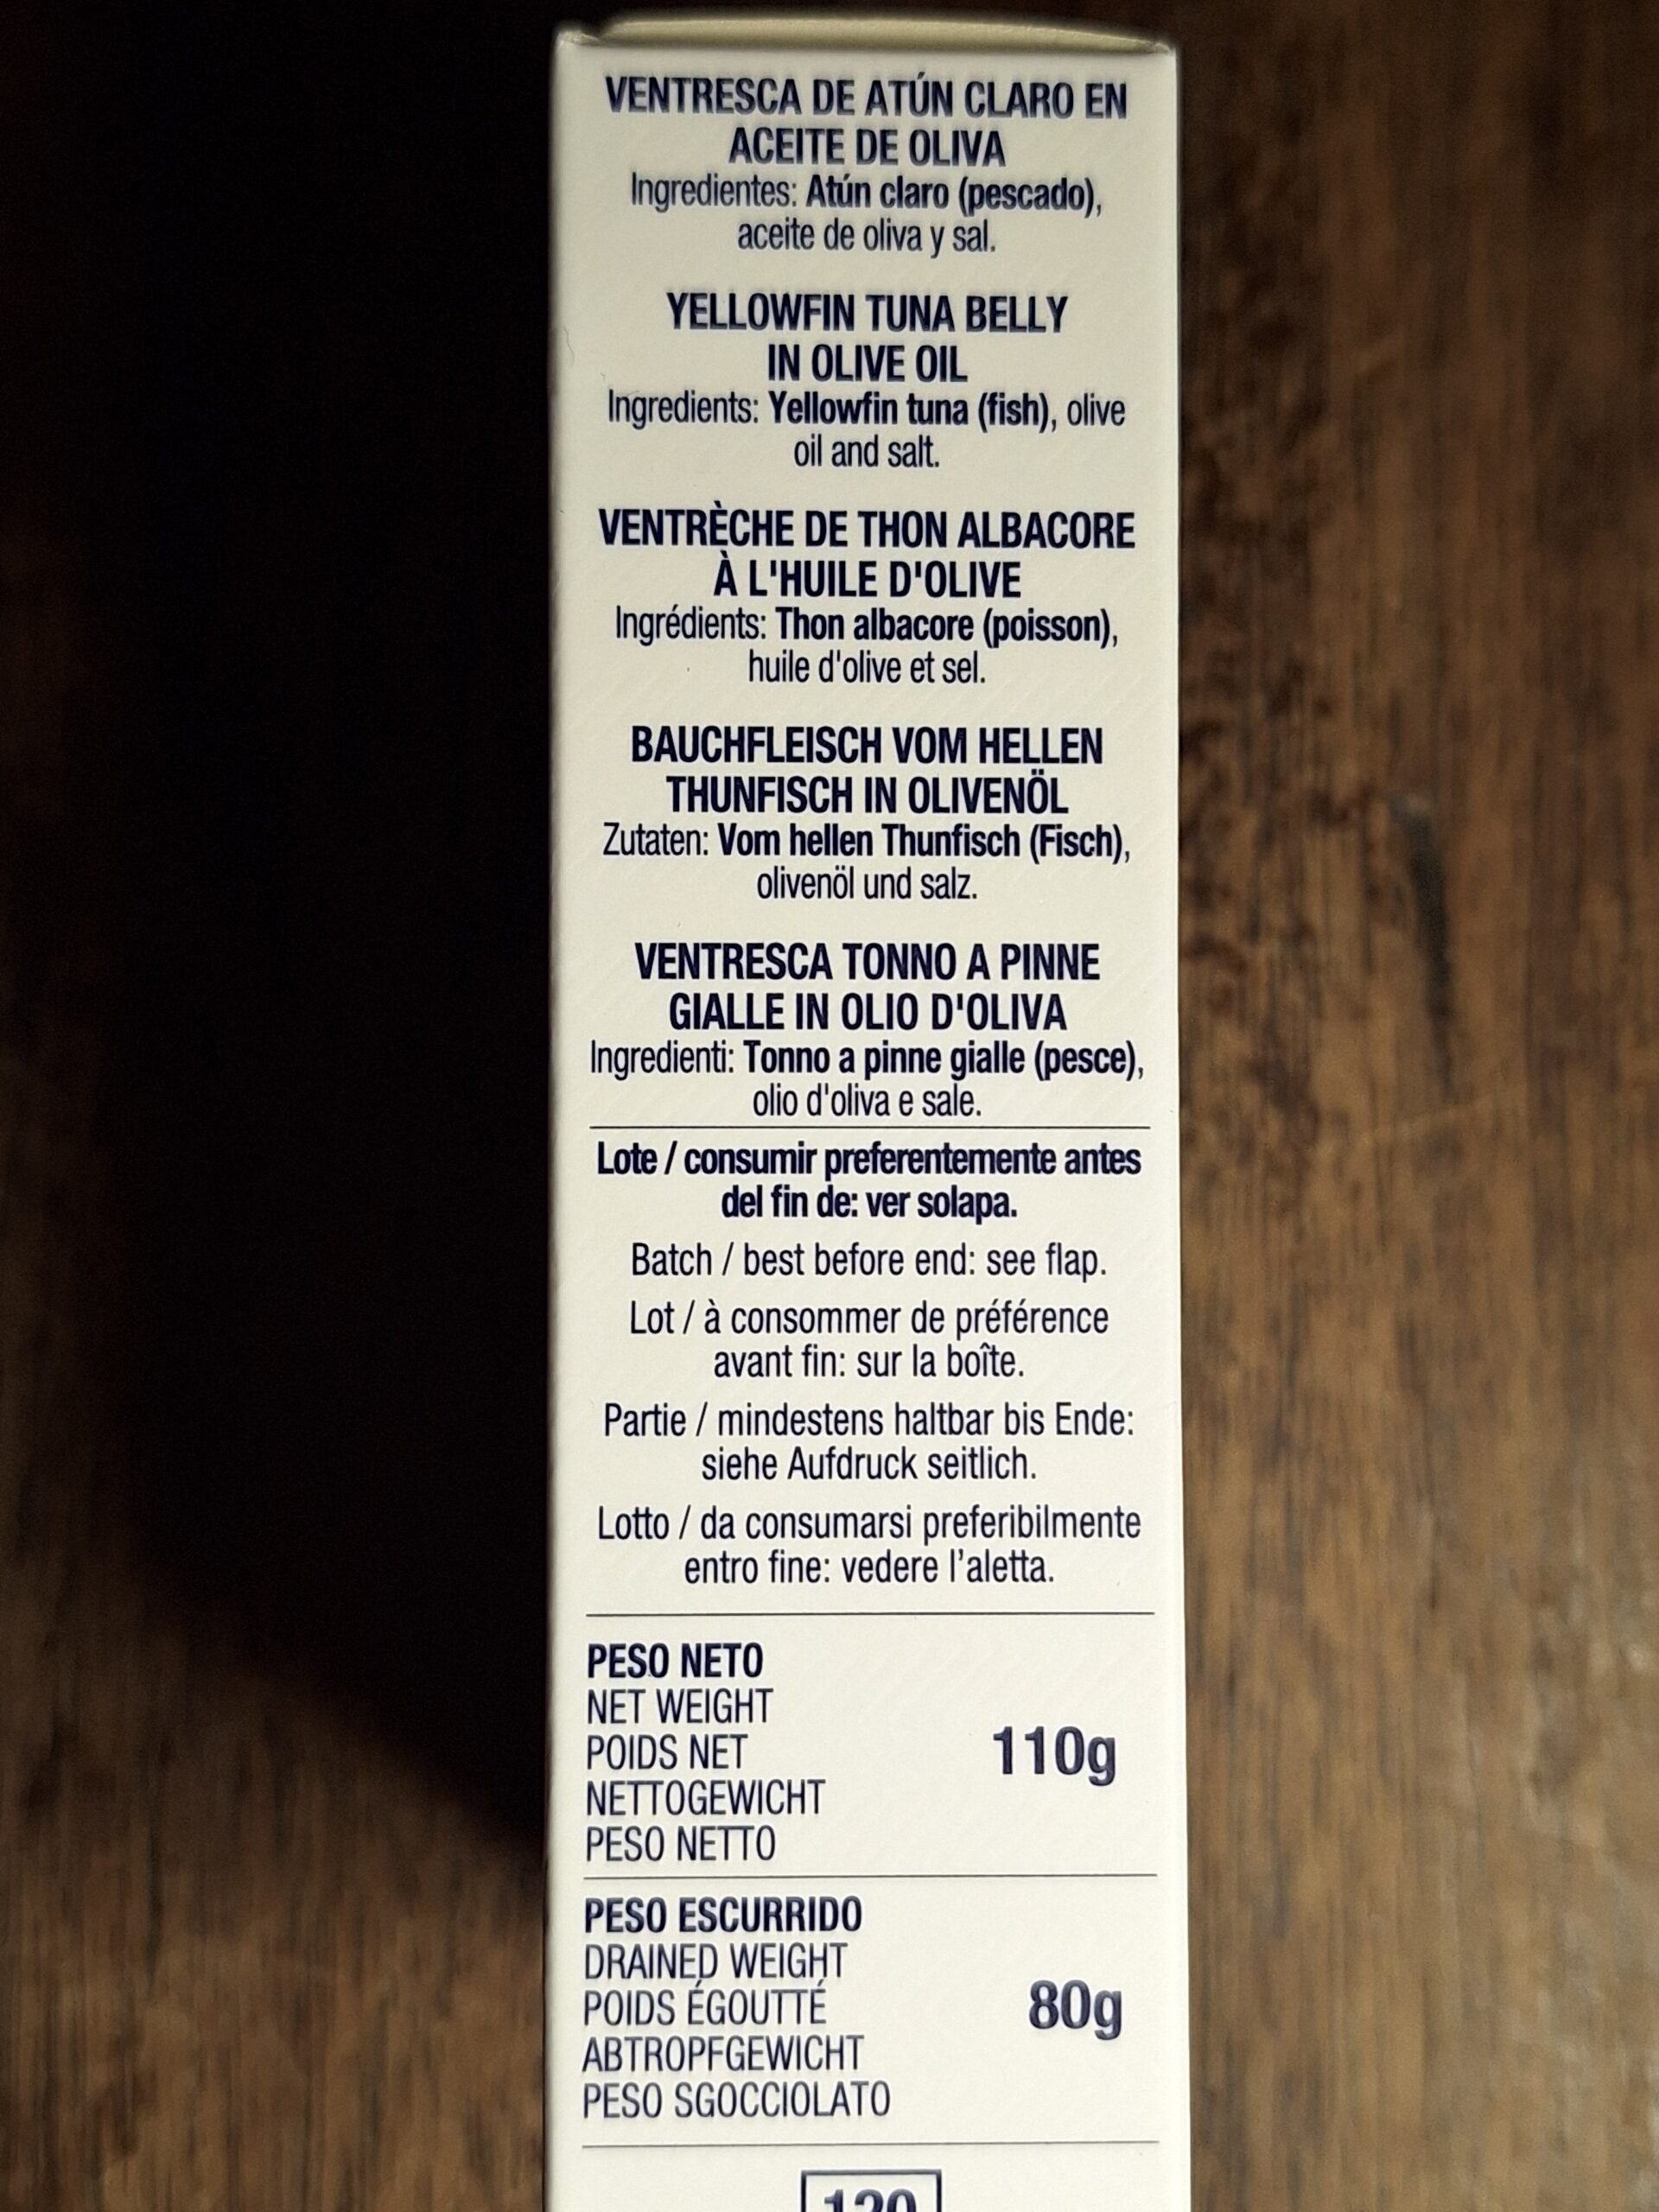 VENTRESCA DE ATÚN CLARO EN
ACEITE DE OLIVA
Ingredientes: Atún claro (pescado),
aceite de oliva y sal.
YELLOWFIN TUNA BELLY
IN OLIVE OIL
Ingredients: Yellowfin tuna (fish), olive
oil and salt.
VENTRÈCHE DE THON ALBACORE
À L'HUILE D'OLIVE
Ingrédients: Thon albacore (poisson),
huile d'olive et sel.
BAUCHFLEISCH VOM HELLEN
THUNFISCH IN OLIVENÖL
Zutaten: Vom hellen Thunfisch (Fisch),
olivenöl und salz.
VENTRESCA TONNO A PINNE
GIALLE IN OLIO D'OLIVA
Ingredienti: Tonno a pinne gialle (pesce),
olio d'oliva e sale.
Lote / consumir preferentemente antes
del fin de: ver solapa.
Batch / best before end: see flap.
Lot / à consommer de préférence
avant fin: sur la boîte.
Partie / mindestens haltbar bis Ende:
siehe Aufdruck seitlich.
Lotto / da consumarsi preferibilmente
entro fine: vedere l’aletta.
PESO NETO
NET WEIGHT
POIDS NET
NETTOGEWICHT
PESO NETTO
110g
PESO ESCURRIDO
DRAINED WEIGHT
POIDS ÉGOUTTÉ
ABTROPFGEWICHT
PESO SGOCCIOLATO
80g